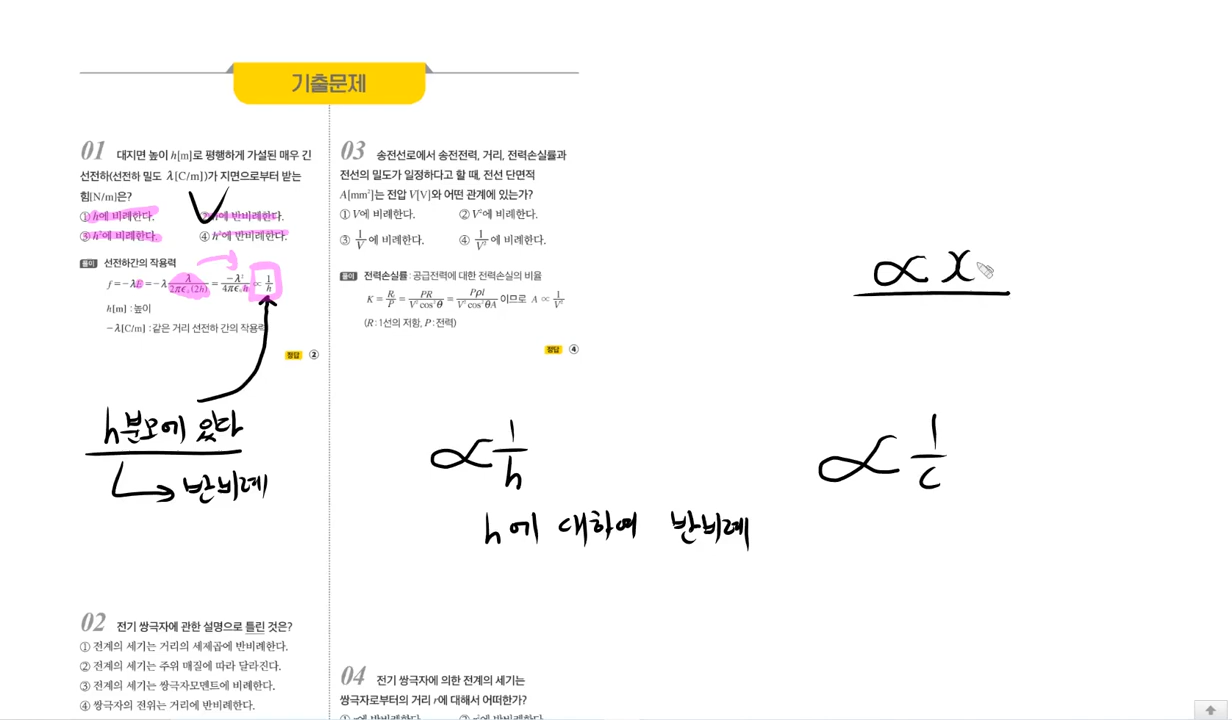 기출문제
01 대지면 높이 h[m]로 평행하게 가설된 매우 긴
선전하(선전하 밀도 λ[C/m])가 지면으로부터 받는
힘[N/m]은?
① h에 비례한다. ② h에 반비례한다.
③ h²에 비례한다. ④ h²에 반비례한다.
풀이 선전하간의 작용력
f = −λE = −λ λ/2πε₀(2h) = −λ²/4πε₀h ∝ 1/h
h[m] : 높이
−λ[C/m] : 같은 거리 선전하 간의 작용력
정답 ②
h 분모에 왔다
반비례
02 전기 쌍극자에 관한 설명으로 틀린 것은?
① 전계의 세기는 거리의 세제곱에 반비례한다.
② 전계의 세기는 주위 매질에 따라 달라진다.
③ 전계의 세기는 쌍극자모멘트에 비례한다.
④ 쌍극자의 전위는 거리에 반비례한다.
03 송전선로에서 송전전력, 거리, 전력손실률과
전선의 밀도가 일정하다고 할 때, 전선 단면적
A[mm²]는 전압 V[V]와 어떤 관계에 있는가?
① V에 비례한다. ② V²에 비례한다.
③ 1/V에 비례한다. ④ 1/V²에 비례한다.
풀이 전력손실률 : 공급전력에 대한 전력손실의 비율
K = Pₗ/P = PR/V²cos²θ = Pρl/V²cos²θA 이므로 A ∝ 1/V²
(R : 1선의 저항, P : 전력)
정답 ④
∝ 1/h
h에 대하여 반비례
04 전기 쌍극자에 의한 전계의 세기는
쌍극자로부터의 거리 r에 대해서 어떠한가?
∝ x
∝ 1/c